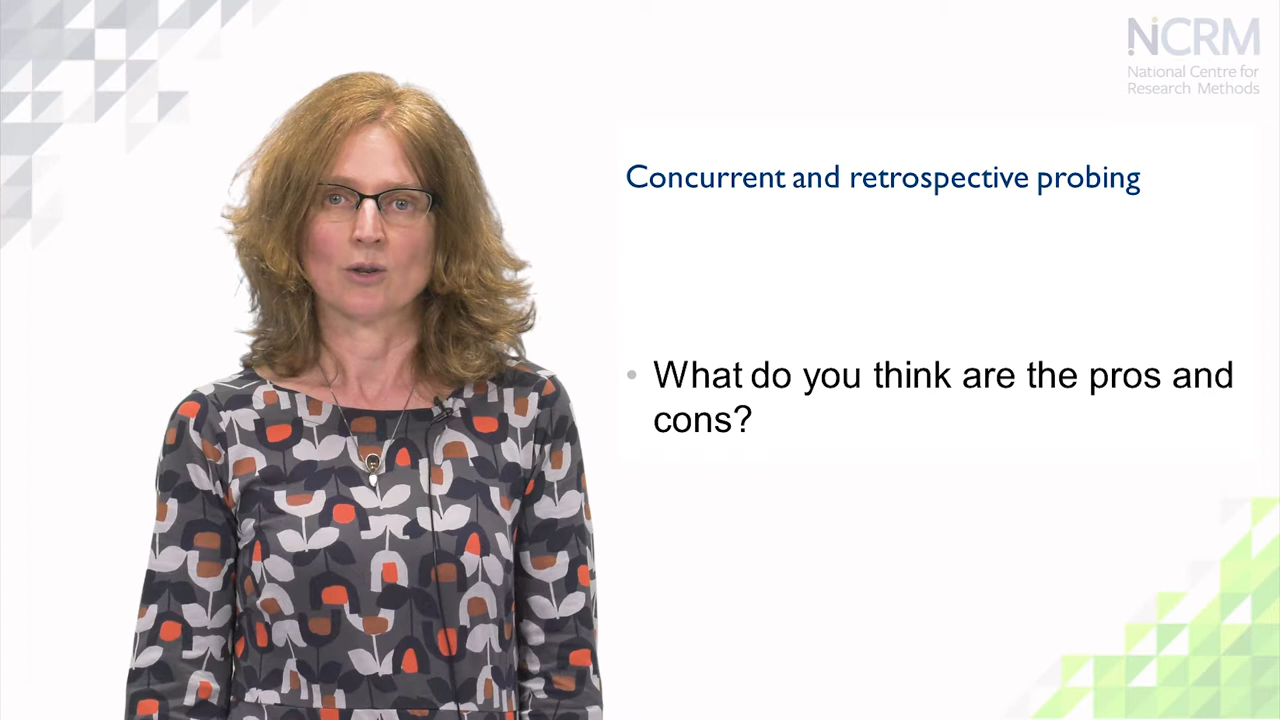 NCRM
National Centre for
Research Methods
Concurrent and retrospective probing
• What do you think are the pros and
cons?